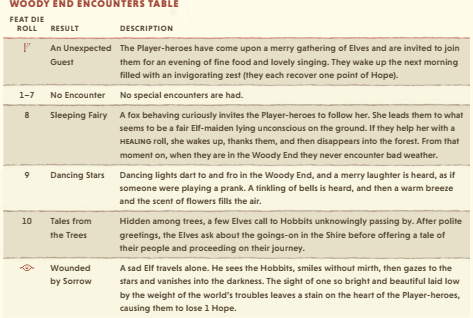 WOODY END ENCOUNTERS TABLE
FEAT DIE
ROLL RESULT DESCRIPTION
An Unexpected Guest The Player-heroes have come upon a merry gathering of Elves and are invited to join
them for an evening of fine food and lovely singing. They wake up the next morning
filled with an invigorating zest (they each recover one point of Hope).
1–7 No Encounter No special encounters are had.
8 Sleeping Fairy A fox behaving curiously invites the Player-heroes to follow her. She leads them to what
seems to be a fair Elf-maiden lying unconscious on the ground. If they help her with a
HEALING roll, she wakes up, thanks them, and then disappears into the forest. From that
moment on, when they are in the Woody End they never encounter bad weather.
9 Dancing Stars Dancing lights dart to and fro in the Woody End, and a merry laughter is heard, as if
someone were playing a prank. A tinkling of bells is heard, and then a warm breeze
and the scent of flowers fills the air.
10 Tales from the Trees Hidden among trees, a few Elves call to Hobbits unknowingly passing by. After polite
greetings, the Elves ask about the goings-on in the Shire before offering a tale of
their people and proceeding on their journey.
Wounded by Sorrow A sad Elf travels alone. He sees the Hobbits, smiles without mirth, then gazes to the
stars and vanishes into the darkness. The sight of one so bright and beautiful laid low
by the weight of the world's troubles leaves a stain on the heart of the Player-heroes,
causing them to lose 1 Hope.